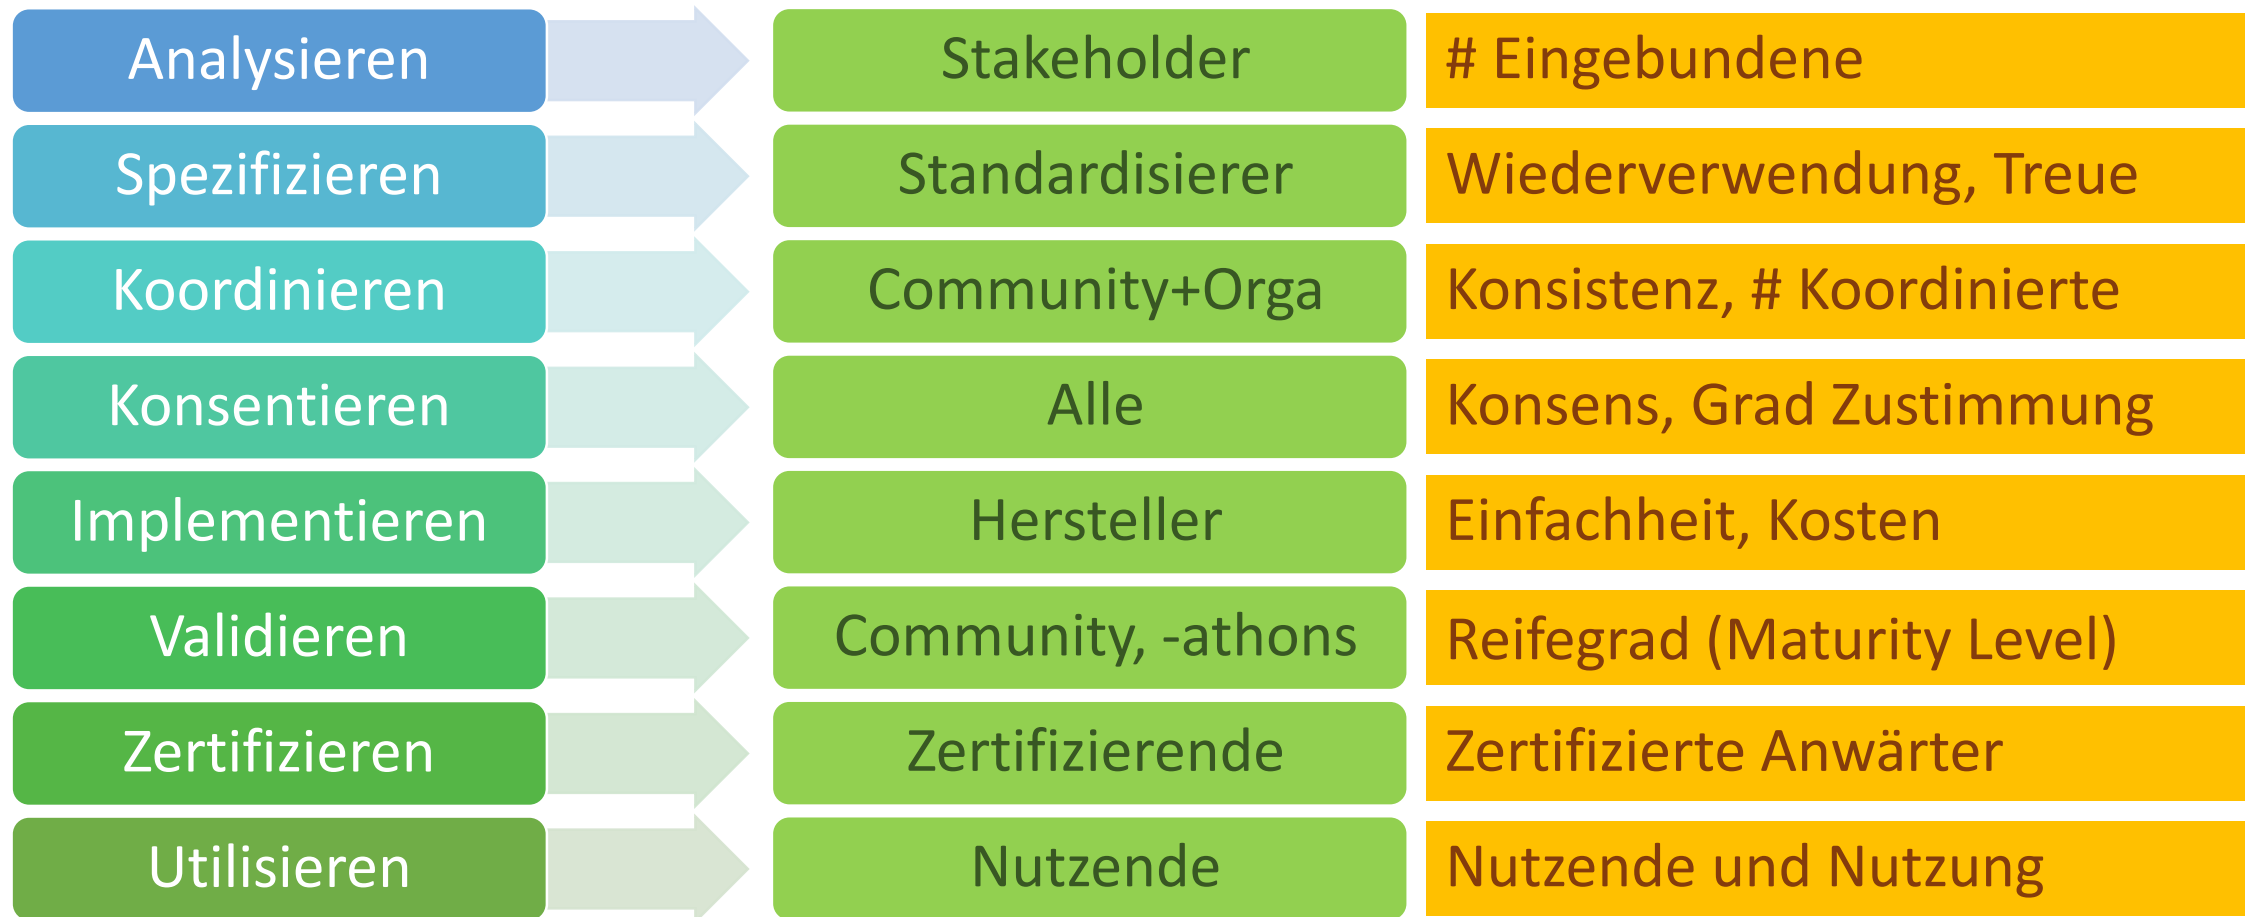 Analysieren
Stakeholder
# Eingebundene
Spezifizieren
Standardisierer
Wiederverwendung, Treue
Koordinieren
Community+Orga
Konsistenz, # Koordinierte
Konsentieren
Alle
Konsens, Grad Zustimmung
Implementieren
Hersteller
Einfachheit, Kosten
Validieren
Community, -athons
Reifegrad (Maturity Level)
Zertifizieren
Zertifizierende
Zertifizierte Anwärter
Utilisieren
Nutzende
Nutzende und Nutzung